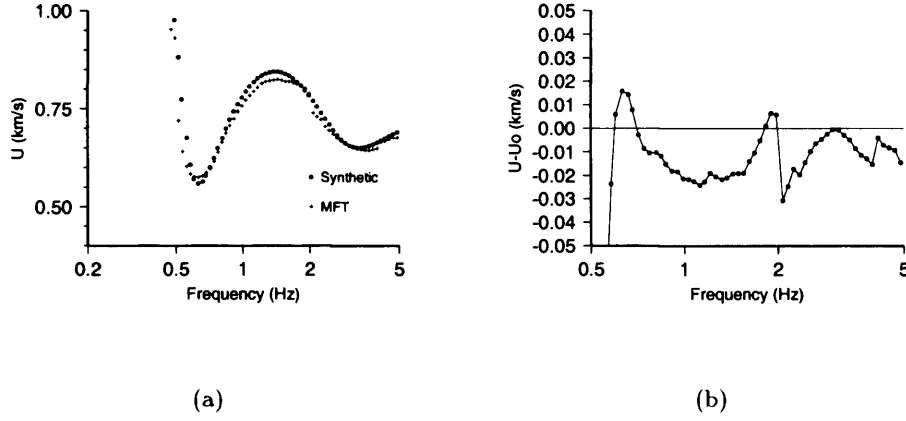 1.00
0.75
0.50
U (km/s)
Synthetic
MFT
0.2
0.5
1
2
5
Frequency (Hz)
(a)
0.05
0.04
0.03
0.02
0.01
0.00
-0.01
-0.02
-0.03
-0.04
-0.05
U-Uo (km/s)
0.5
1
2
5
Frequency (Hz)
(b)